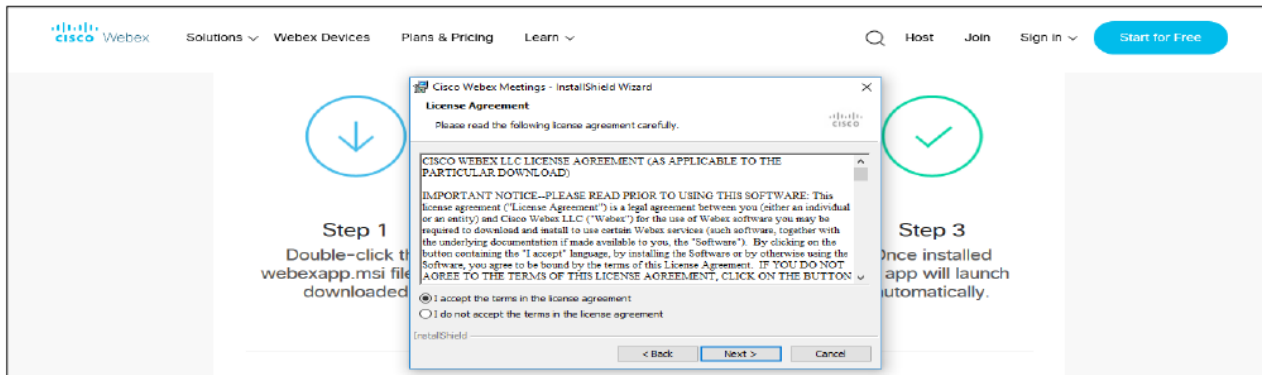 CISCO Webex Solutions Webex Devices Plans & Pricing Learn Host Join Sign in Start for Free
Cisco Webex Meetings - InstallShield Wizard
License Agreement
Please read the following license agreement carefully.
CISCO
CISCO WEBEX LLC LICENSE AGREEMENT (AS APPLICABLE TO THE
PARTICULAR DOWNLOAD)
IMPORTANT NOTICE--PLEASE READ PRIOR TO USING THIS SOFTWARE: This
license agreement ("License Agreement") is a legal agreement between you (either an individual
or an entity) and Cisco Webex LLC ("Webex") for the use of Webex software you may be
required to download and install to use certain Webex services (such software, together with
the underlying documentation if made available to you, the "Software"). By clicking on the
button containing the "I accept" language, by installing the Software or by otherwise using the
Software, you agree to be bound by the terms of this License Agreement. IF YOU DO NOT
AGREE TO THE TERMS OF THIS LICENSE AGREEMENT, CLICK ON THE BUTTON
I accept the terms in the license agreement
I do not accept the terms in the license agreement
InstallShield
< Back Next > Cancel
Step 1
Double-click
webexapp.msi file
downloaded
Step 3
installed
app will launch
automatically.